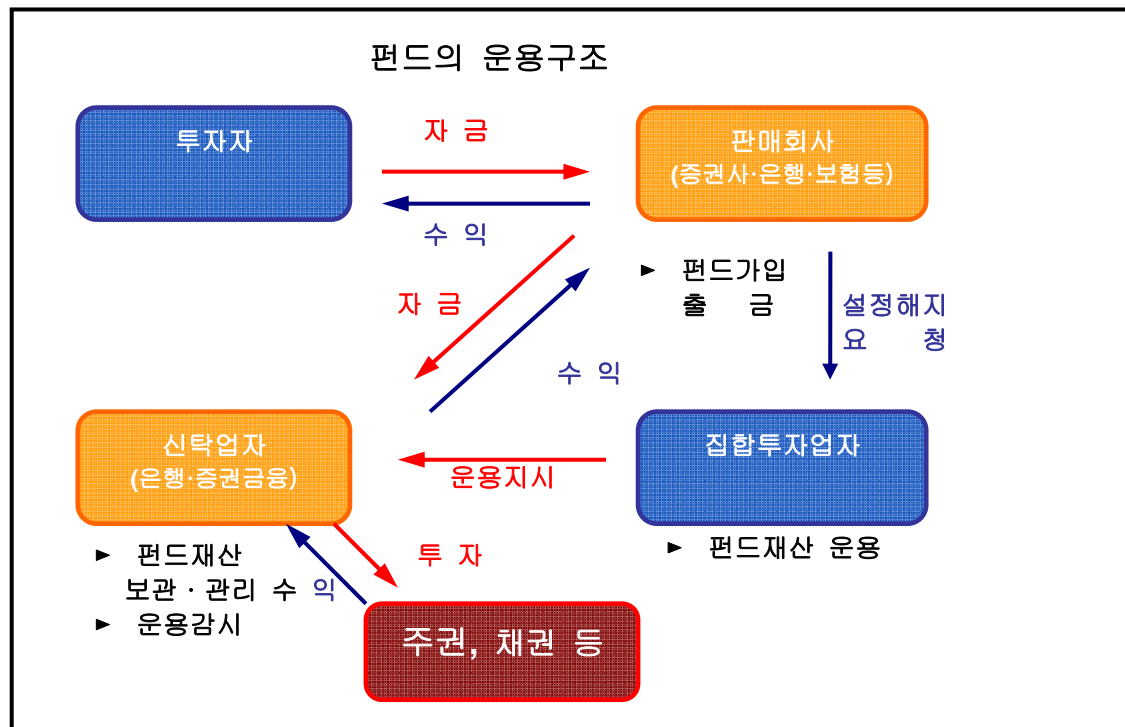 펀드의 운용구조
투자자
자 금
판매회사
(증권사·은행·보험등)
수 익
► 펀드가입
출 금
설정해지
요 청
자 금
수 익
신탁업자
(은행·증권금융)
운용지시
집합투자업자
► 펀드재산
보관·관리 수 익
► 운용감시
투 자
► 펀드재산 운용
주권, 채권 등